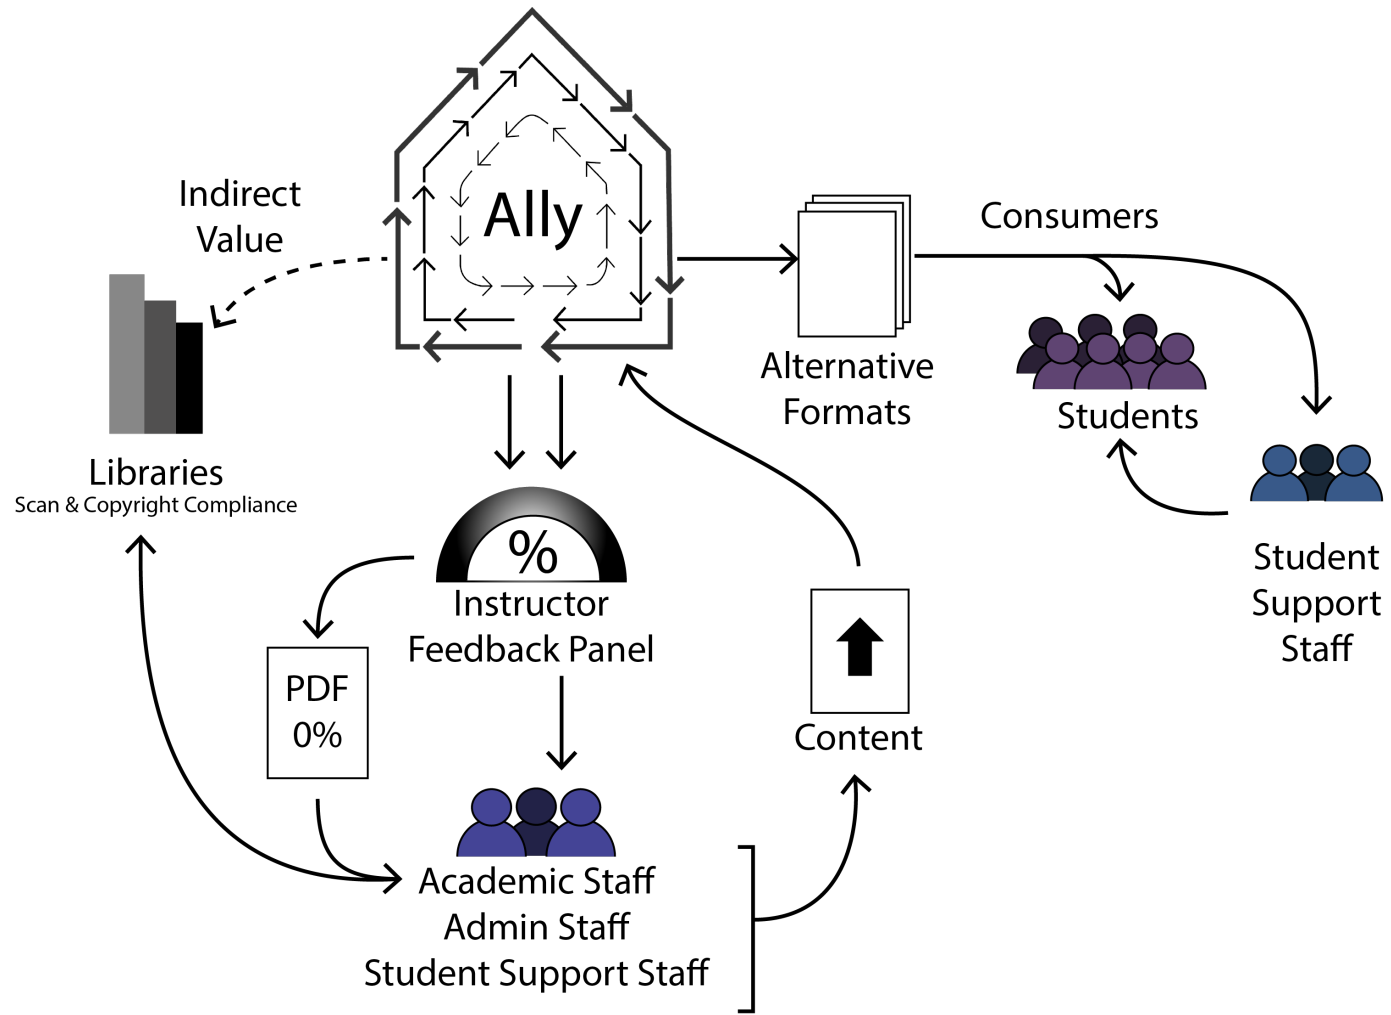 Ally
Indirect
Value
Consumers
Alternative
Formats
Students
Libraries
Scan & Copyright Compliance
%
Instructor
Feedback Panel
Student
Support
Staff
PDF
0%
Content
Academic Staff
Admin Staff
Student Support Staff